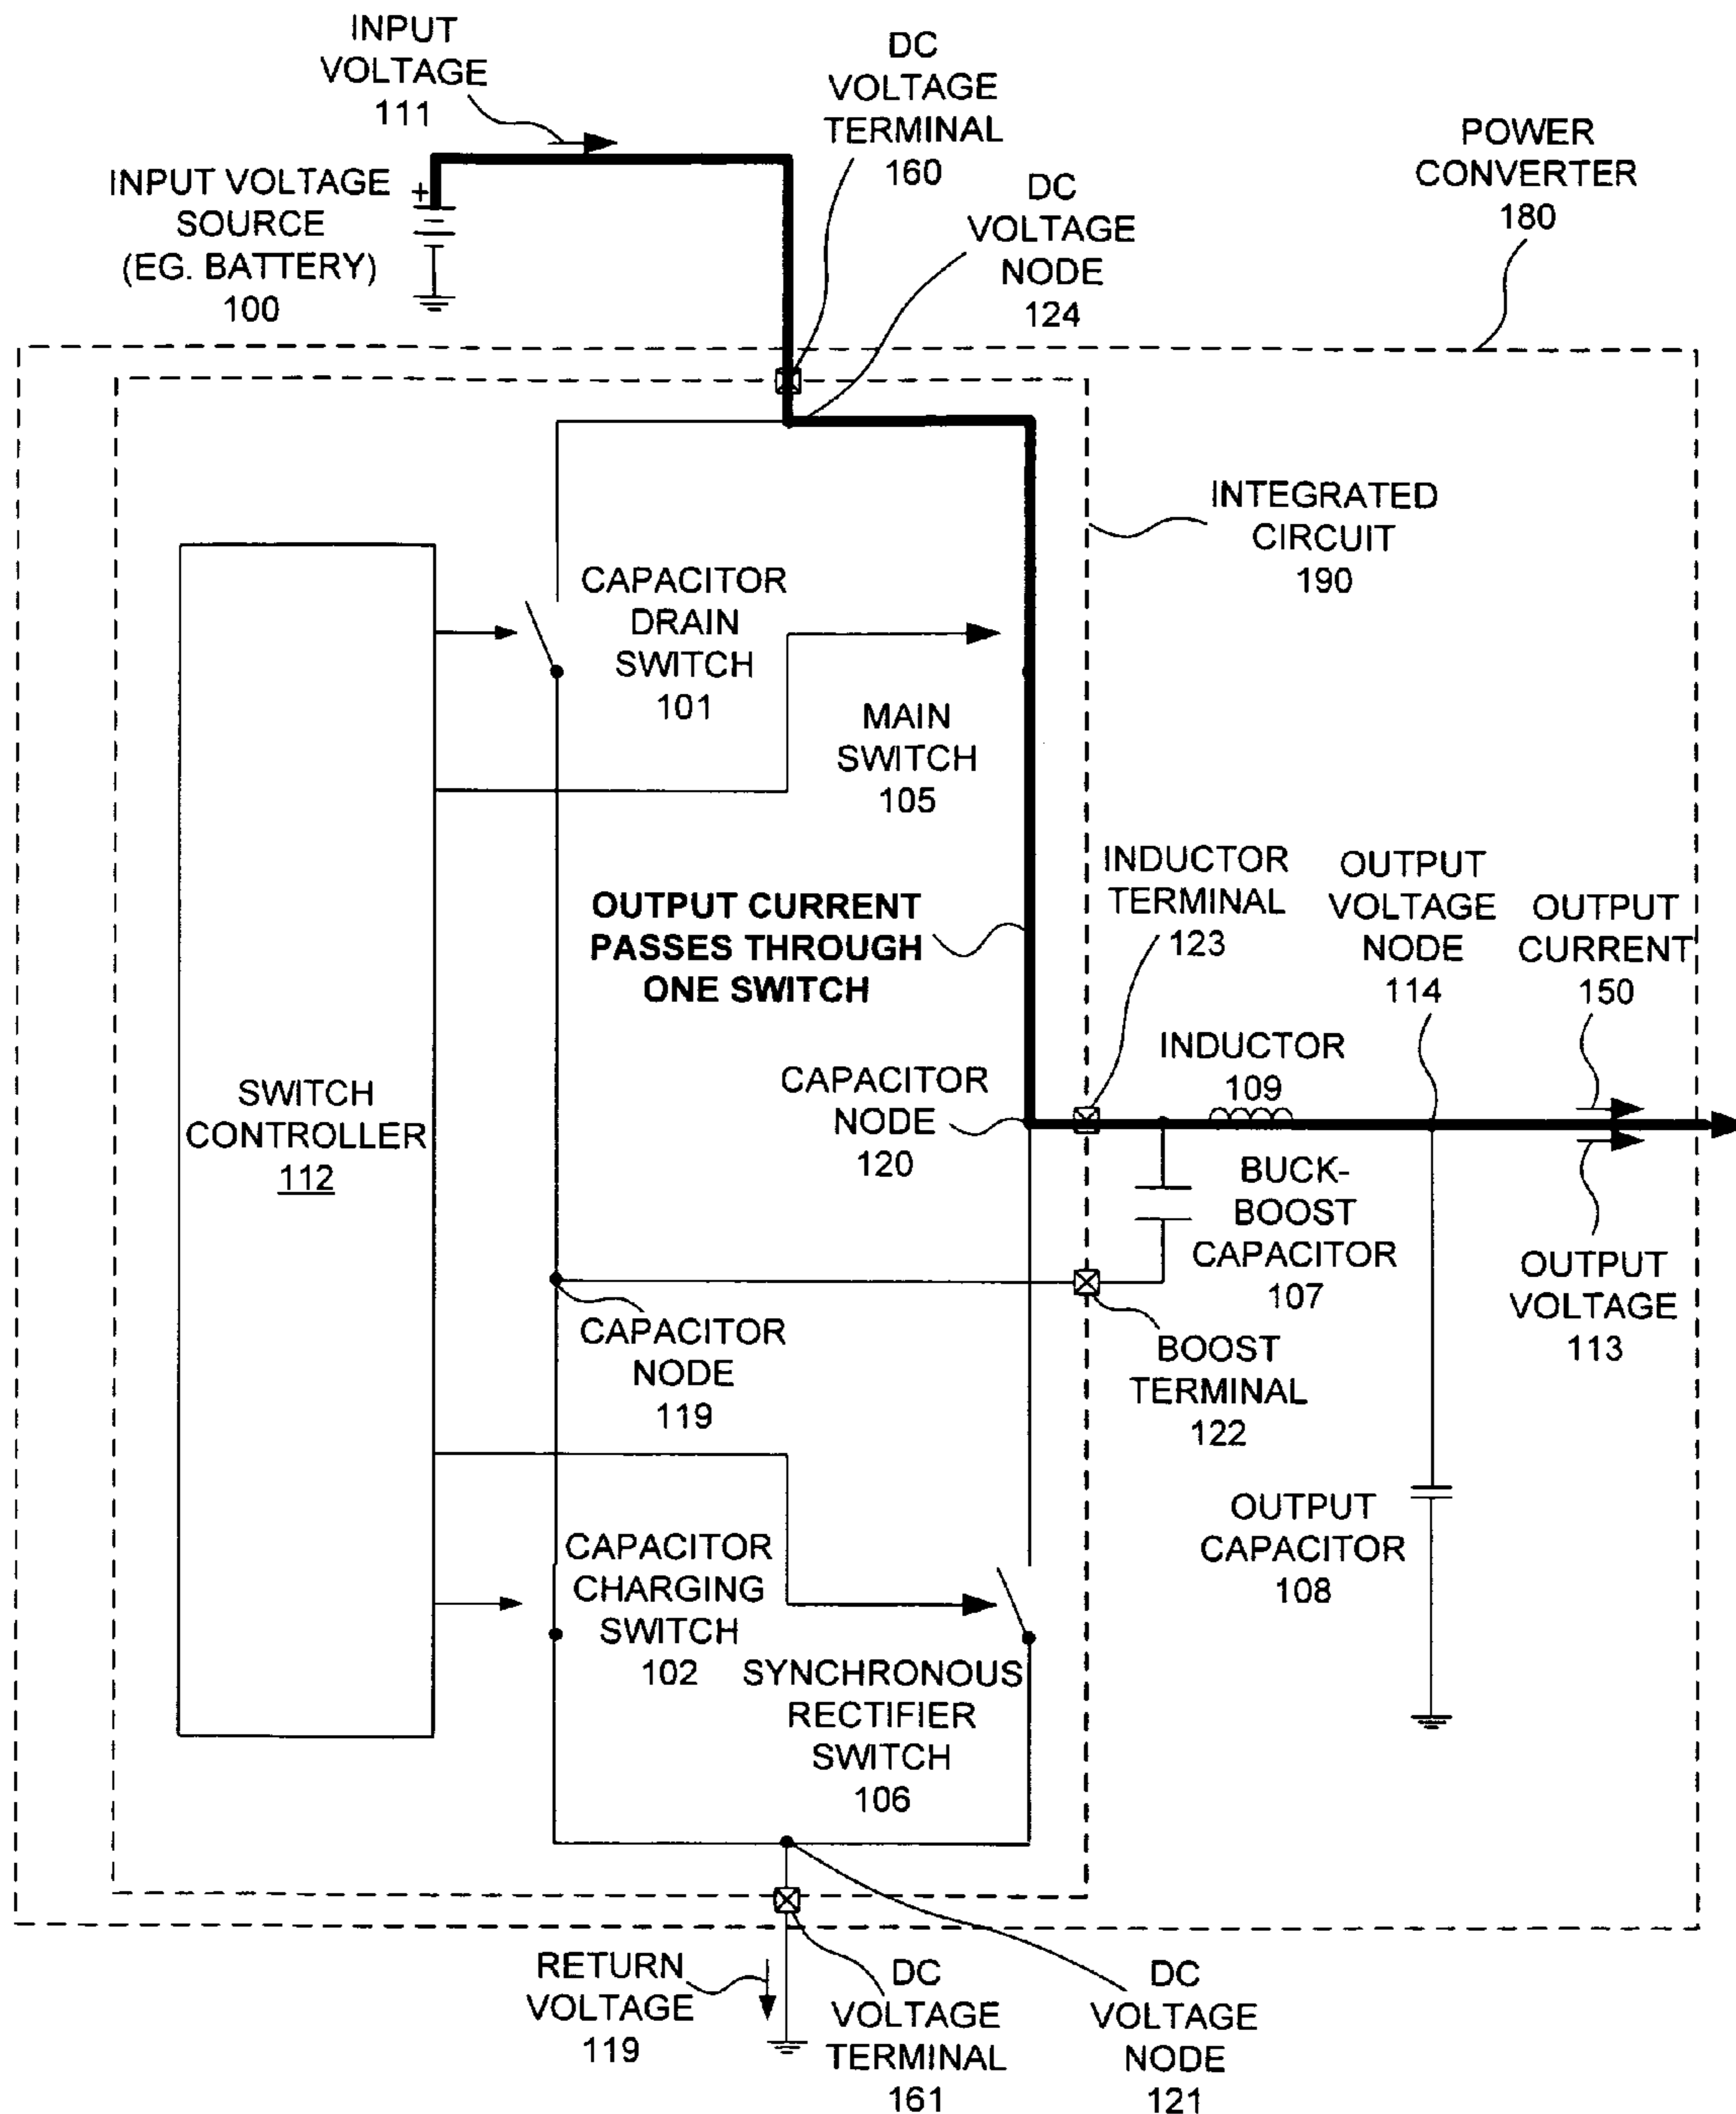 INPUT
VOLTAGE
111
DC
VOLTAGE
TERMINAL
160
POWER
CONVERTER
180
INPUT VOLTAGE
SOURCE
(EG. BATTERY)
100
+
DC
VOLTAGE
NODE
124
INTEGRATED
CIRCUIT
190
CAPACITOR
DRAIN
SWITCH
101
MAIN
SWITCH
105
OUTPUT CURRENT
PASSES THROUGH
ONE SWITCH
INDUCTOR
TERMINAL
123
OUTPUT
VOLTAGE
NODE
114
OUTPUT
CURRENT
150
SWITCH
CONTROLLER
112
CAPACITOR
NODE
120
INDUCTOR
109
BUCK-
BOOST
CAPACITOR
107
OUTPUT
VOLTAGE
113
CAPACITOR
NODE
119
BOOST
TERMINAL
122
CAPACITOR
CHARGING
SWITCH
102
SYNCHRONOUS
RECTIFIER
SWITCH
106
OUTPUT
CAPACITOR
108
RETURN
VOLTAGE
119
DC
VOLTAGE
TERMINAL
161
DC
VOLTAGE
NODE
121